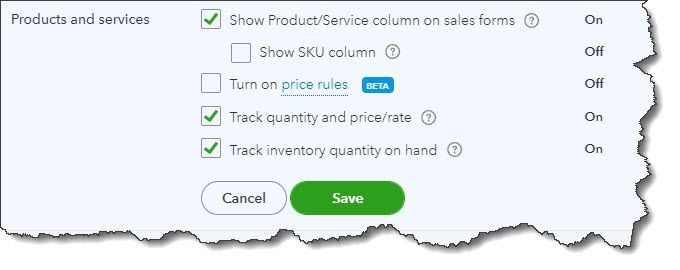 Products and services Show Product/Service column on sales forms ? On
Show SKU column ? Off
Turn on price rules BETA Off
Track quantity and price/rate ? On
Track inventory quantity on hand ? On
Cancel Save